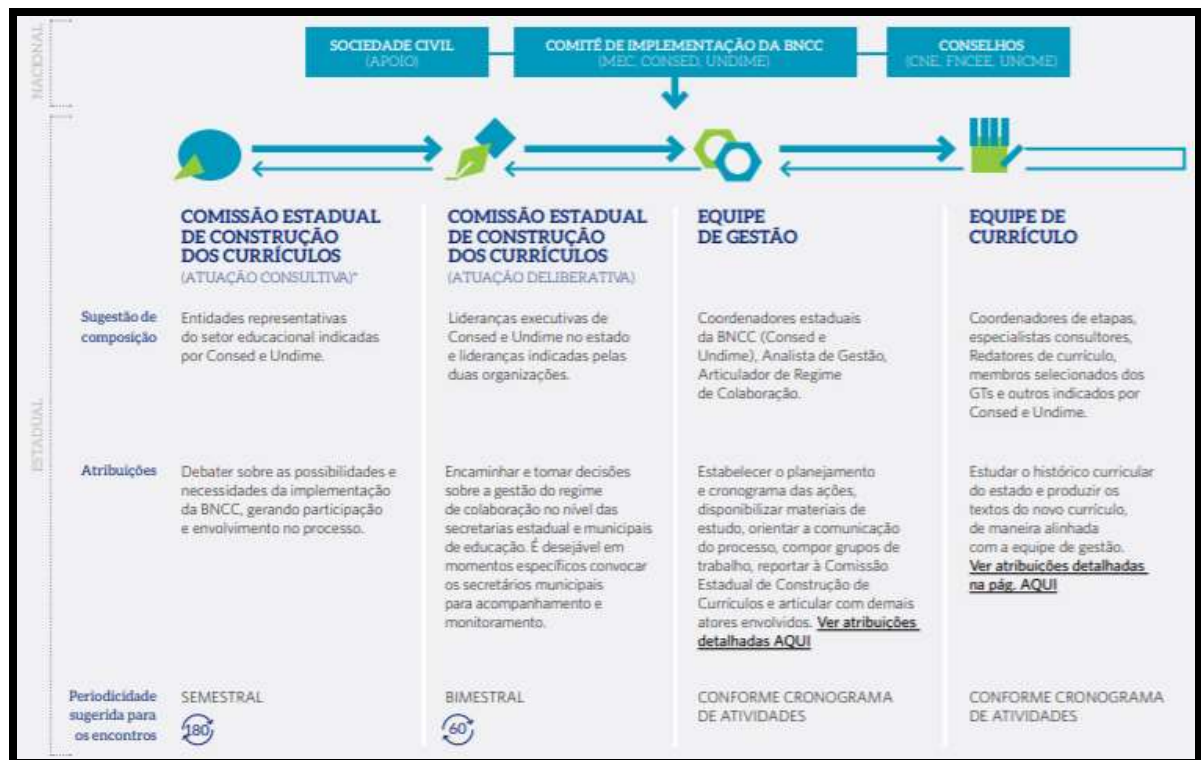 NACIONAL
SOCIEDADE CIVIL
(APOIO)
COMITÊ DE IMPLEMENTAÇÃO DA BNCC
(MEC, CONSED, UNDIME)
CONSELHOS
(CNE, FNCEE, UNCME)
ESTADUAL
COMISSÃO ESTADUAL
DE CONSTRUÇÃO
DOS CURRÍCULOS
(ATUAÇÃO CONSULTIVA)*
COMISSÃO ESTADUAL
DE CONSTRUÇÃO
DOS CURRÍCULOS
(ATUAÇÃO DELIBERATIVA)
EQUIPE
DE GESTÃO
EQUIPE DE
CURRÍCULO
Sugestão de
composição
Entidades representativas
do setor educacional indicadas
por Consed e Undime.
Lideranças executivas de
Consed e Undime no estado
e lideranças indicadas pelas
duas organizações.
Coordenadores estaduais
da BNCC (Consed e
Undime), Analista de Gestão,
Articulador de Regime
de Colaboração.
Coordenadores de etapas,
especialistas consultores,
Redatores de currículo,
membros selecionados dos
GTs e outros indicados por
Consed e Undime.
Atribuições
Debater sobre as possibilidades e
necessidades da implementação
da BNCC, gerando participação
e envolvimento no processo.
Encaminhar e tomar decisões
sobre a gestão do regime
de colaboração no nível das
secretarias estadual e municipais
de educação. É desejável em
momentos específicos convocar
os secretários municipais
para acompanhamento e
monitoramento.
Estabelecer o planejamento
e cronograma das ações,
disponibilizar materiais de
estudo, orientar a comunicação
do processo, compor grupos de
trabalho, reportar à Comissão
Estadual de Construção de
Currículos e articular com demais
atores envolvidos. Ver atribuições
detalhadas AQUI
Estudar o histórico curricular
do estado e produzir os
textos do novo currículo,
de maneira alinhada
com a equipe de gestão.
Ver atribuições detalhadas
na pág. AQUI
Periodicidade
sugerida para
os encontros
SEMESTRAL
180
BIMESTRAL
60
CONFORME CRONOGRAMA
DE ATIVIDADES
CONFORME CRONOGRAMA
DE ATIVIDADES